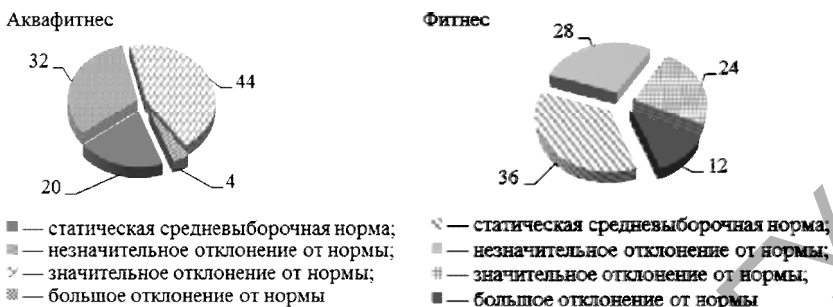 Аквафитнес
32
44
20
4
— статическая средневыборочная норма;
— незначительное отклонение от нормы;
— значительное отклонение от нормы;
— большое отклонение от нормы
Фитнес
28
24
36
12
— статическая средневыборочная норма;
— незначительное отклонение от нормы;
— значительное отклонение от нормы;
— большое отклонение от нормы